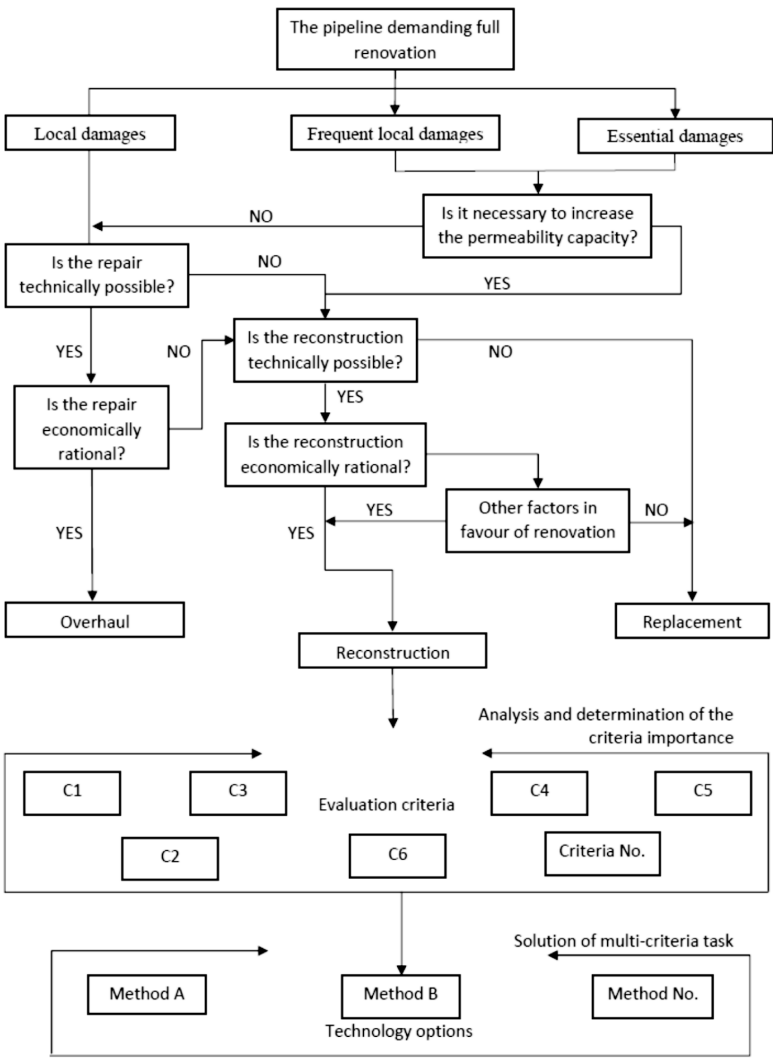 The pipeline demanding full
renovation
Local damages
Frequent local damages
Essential damages
NO
Is it necessary to increase
the permeability capacity?
Is the repair
technically possible?
NO
YES
YES
NO
Is the reconstruction
technically possible?
NO
Is the repair
economically
rational?
YES
Is the reconstruction
economically rational?
YES
YES
YES
Other factors in
favour of renovation
NO
Overhaul
Replacement
Reconstruction
Analysis and determination of the
criteria importance
C1
C3
Evaluation criteria
C4
C5
C2
C6
Criteria No.
Solution of multi-criteria task
Method A
Method B
Method No.
Technology options